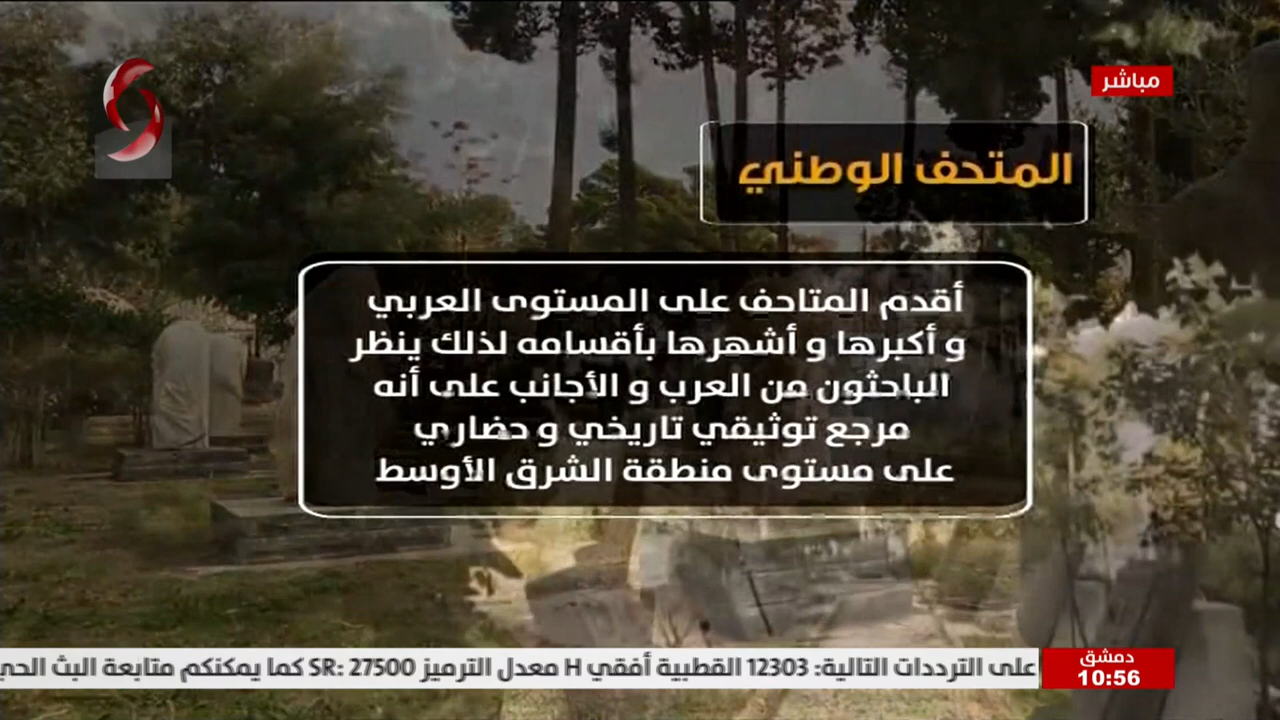 مباشر
المتحف الوطني
أقدم المتاحف على المستوى العربي
و أكبرها و أشهرها بأقسامه لذلك ينظر
الباحثون من العرب و الأجانب على أنه
مرجع توثيقي تاريخي و حضاري
على مستوى منطقة الشرق الأوسط
دمشق
10:56
على الترددات التالية: 12303 القطبية أفقي H معدل الترميز SR: 27500 كما يمكنكم متابعة البث